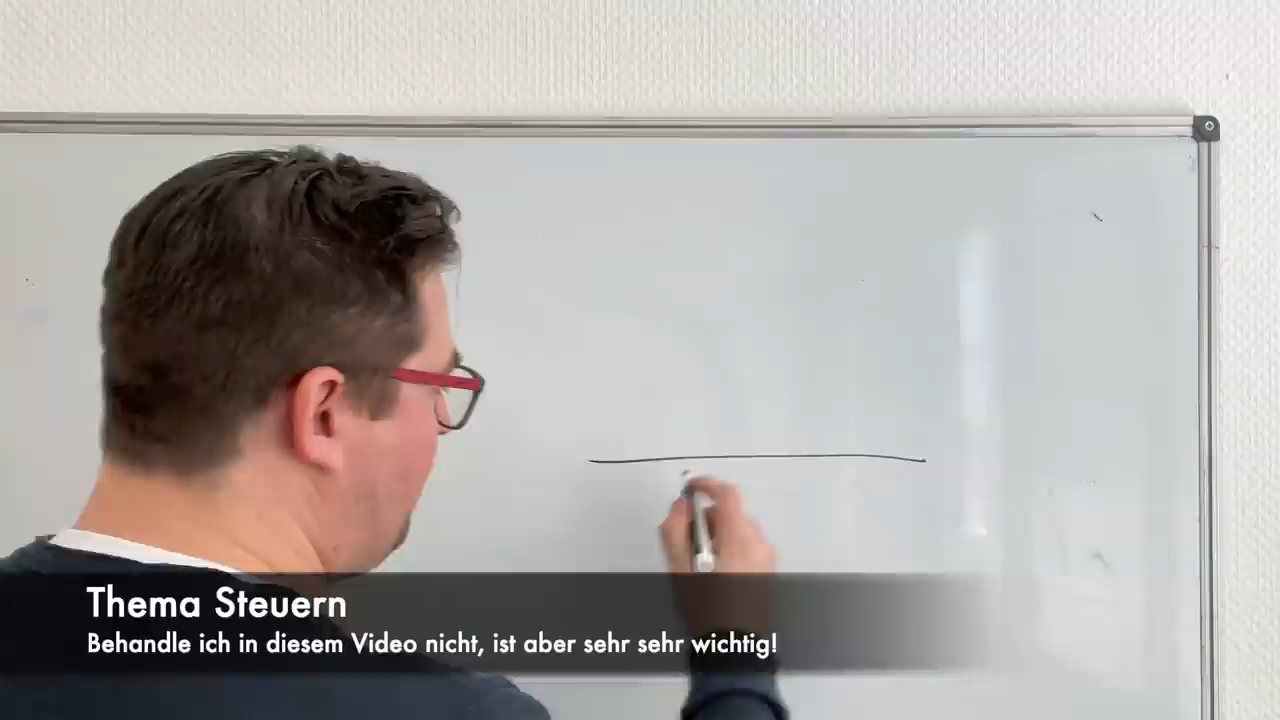 Thema Steuern
Behandle ich in diesem Video nicht, ist aber sehr sehr wichtig!